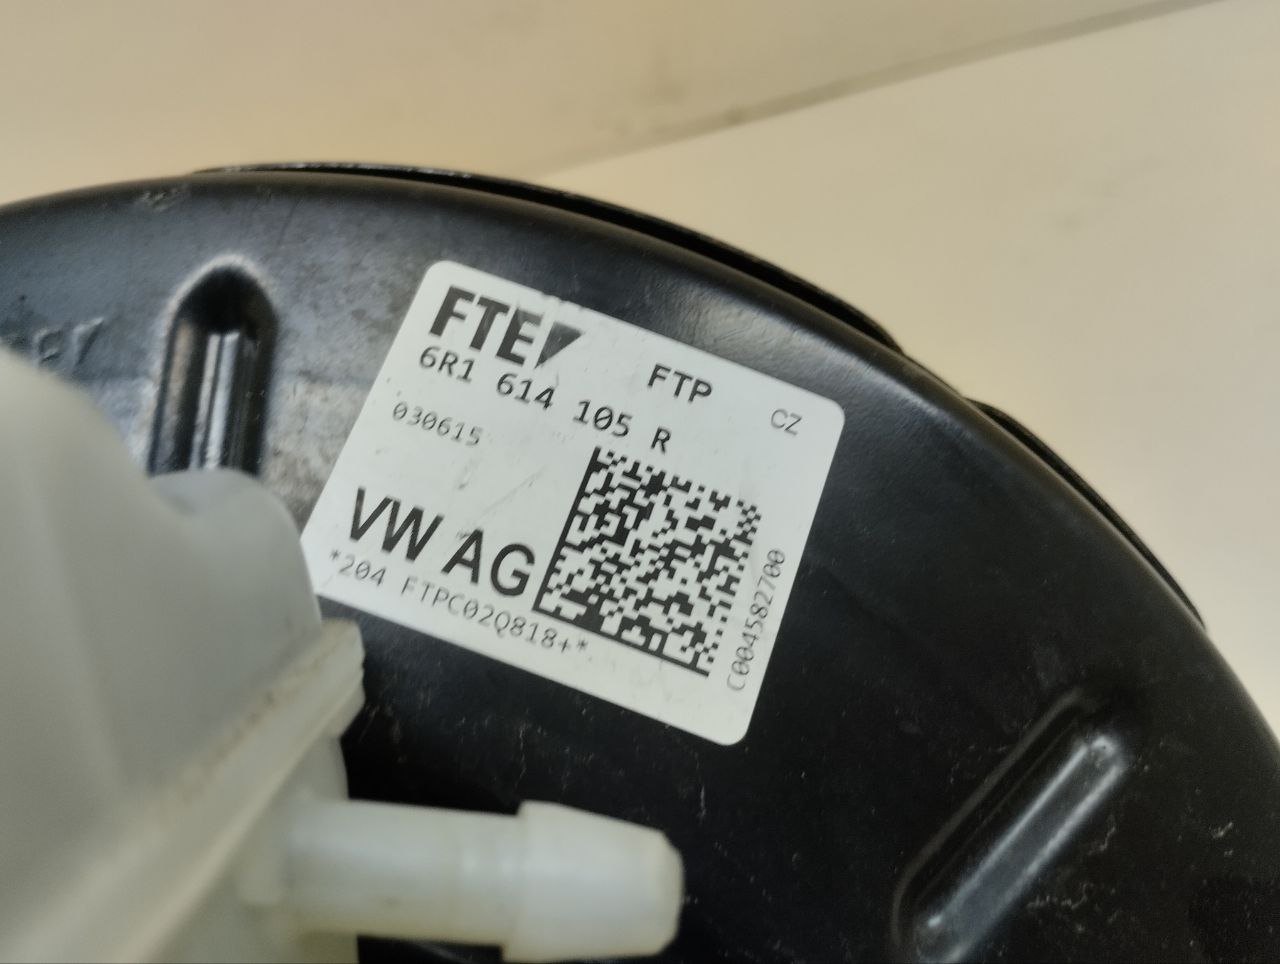 FTE
FTP
CZ
6R1 614 105 R
030615
VW AG
*204 FTPC02Q818+*
C004582700